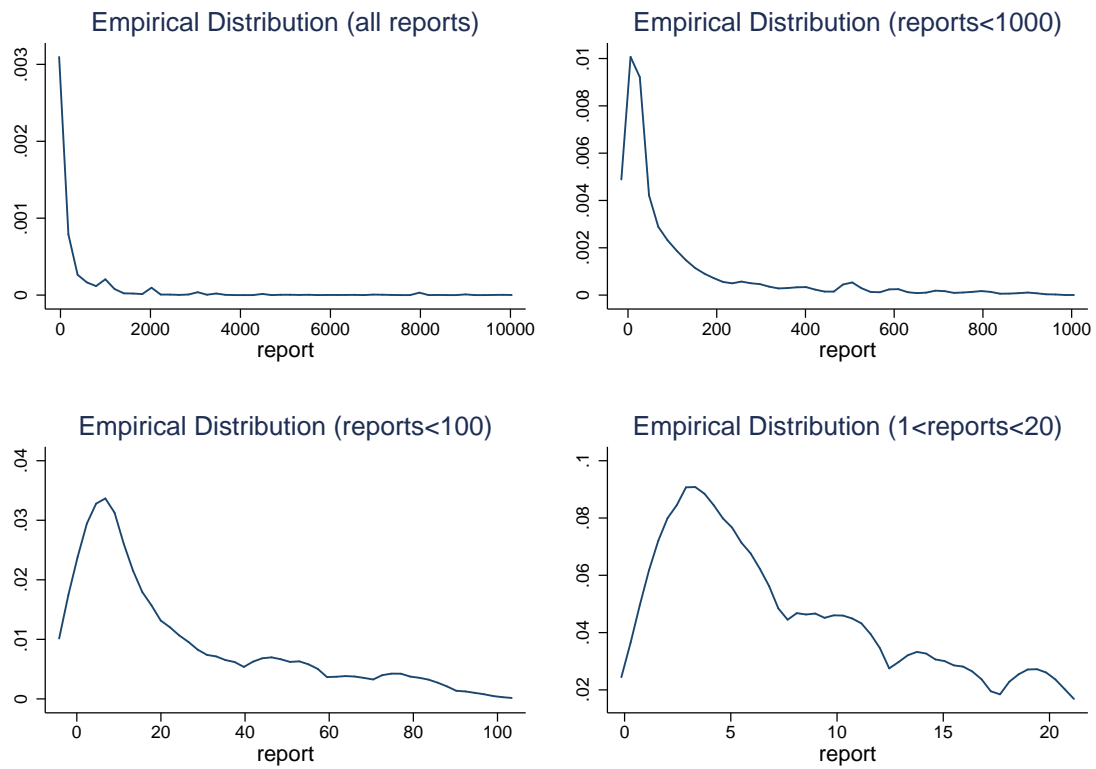 Empirical Distribution (all reports)
.003
.002
.001
0
0 2000 4000 6000 8000 10000
report
Empirical Distribution (reports<1000)
.01
.008
.006
.004
.002
0
0 200 400 600 800 1000
report
Empirical Distribution (reports<100)
.04
.03
.02
.01
0
0 20 40 60 80 100
report
Empirical Distribution (1<reports<20)
.1
.08
.06
.04
.02
0 5 10 15 20
report